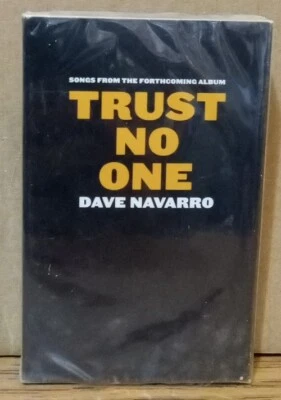 SONGS FROM THE FORTHCOMING ALBUM
TRUST
NO
ONE
DAVE NAVARRO